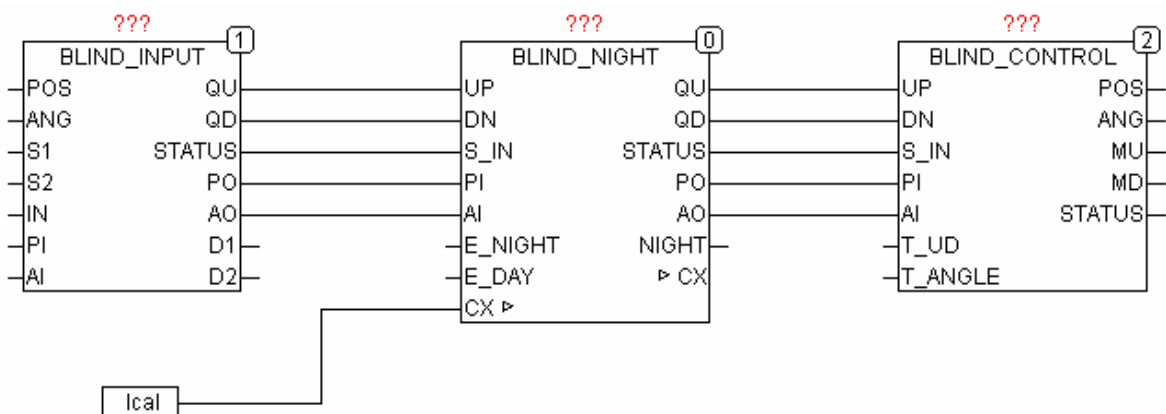 ??? ??? ???
1 0 2
BLIND_INPUT BLIND_NIGHT BLIND_CONTROL
POS QU UP QU UP POS
ANG QD DN QD DN ANG
S1 STATUS S_IN STATUS S_IN MU
S2 PO PI PO PI MD
IN AO AI AO AI STATUS
PI D1 E_NIGHT NIGHT T_UD
AI D2 E_DAY CX T_ANGLE
CX
Ical